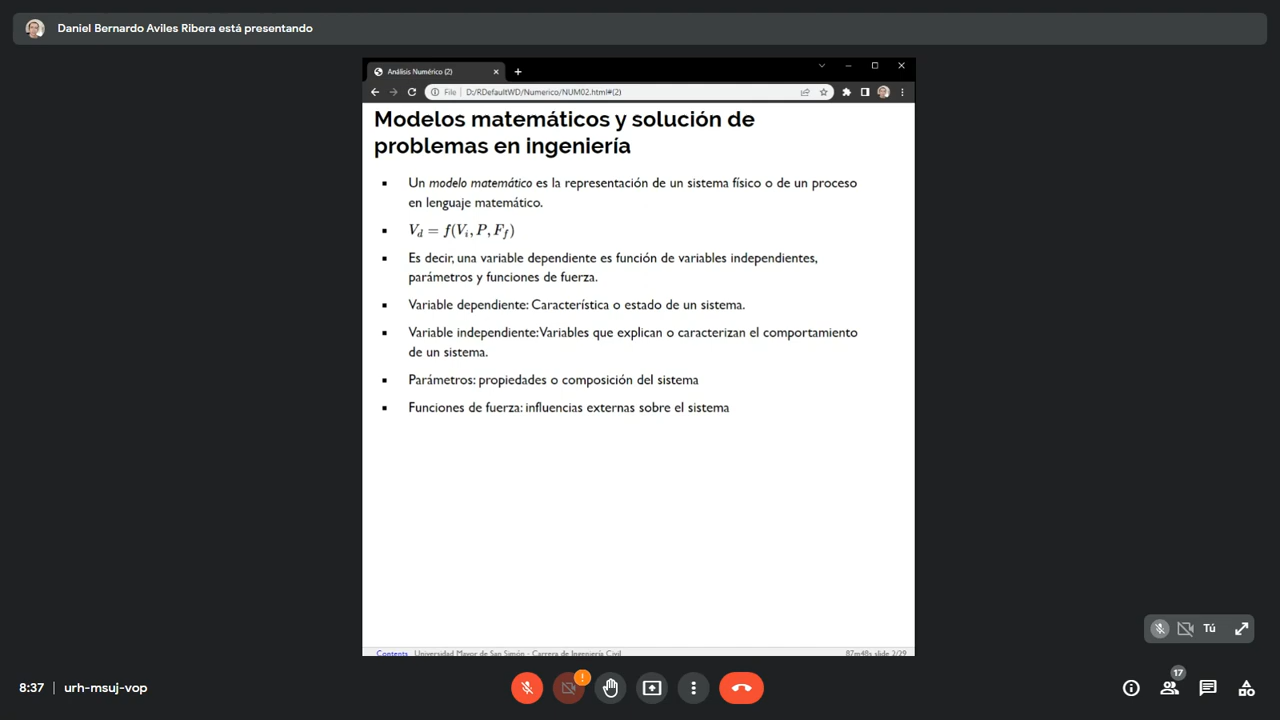 Daniel Bernardo Aviles Ribera está presentando
Análisis Numérico (2)
File D:/RDefaultWD/Numerico/NUM02.html#(2)
Modelos matemáticos y solución de
problemas en ingeniería
Un modelo matemático es la representación de un sistema físico o de un proceso
en lenguaje matemático.
V_d = f(V_i, P, F_f)
Es decir, una variable dependiente es función de variables independientes,
parámetros y funciones de fuerza.
Variable dependiente: Característica o estado de un sistema.
Variable independiente:Variables que explican o caracterizan el comportamiento
de un sistema.
Parámetros: propiedades o composición del sistema
Funciones de fuerza: influencias externas sobre el sistema
Contents Universidad Mayor de San Simón - Carrera de Ingeniería Civil 87m48s slide 2/29
Tú
8:37 urh-msuj-vop
17